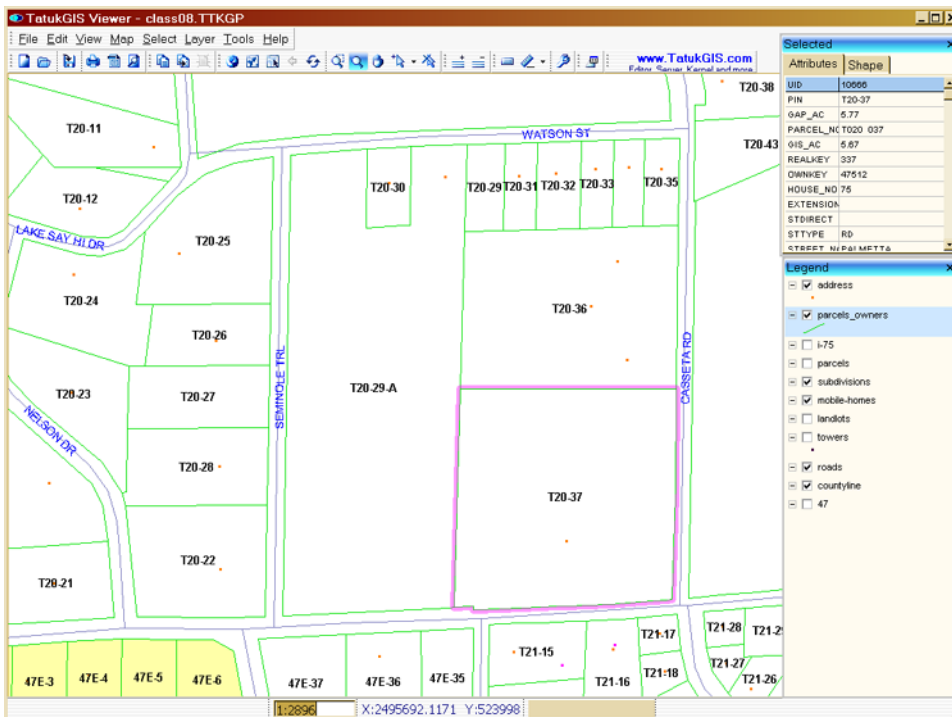 TatukGIS Viewer - class08.TTKGP
File Edit View Map Select Layer Tools Help
www.TatukGIS.com
Editor, Server, Kernel and more
Selected
Attributes Shape
UID 10666
PIN T20-37
GAP_AC 5.77
PARCEL_NO T020 037
GIS_AC 5.67
REALKEY 337
OWNKEY 47512
HOUSE_NO 75
EXTENSION
STDIRECT
STTYPE RD
PALMETTA
Legend
address
parcels_owners
i-75
parcels
subdivisions
mobile-homes
landlots
towers
roads
countyline
47
T20-38
T20-11
WATSON ST
T20-43
T20-12
T20-30
T20-29 T20-31 T20-32 T20-33 T20-35
LAKE SAY HI DR
T20-25
T20-24
T20-36
T20-26
SEMINOLE TRL
CASSETA RD
T20-23
T20-29-A
T20-27
NELSON DR
T20-28
T20-37
T20-22
T20-21
T21-17
T21-28
T21-15
T21-27
T21-18
T21-16
T21-26
47E-3 47E-4 47E-5 47E-6 47E-37 47E-36 47E-35
1:2896 X:2495692.1171 Y:523998